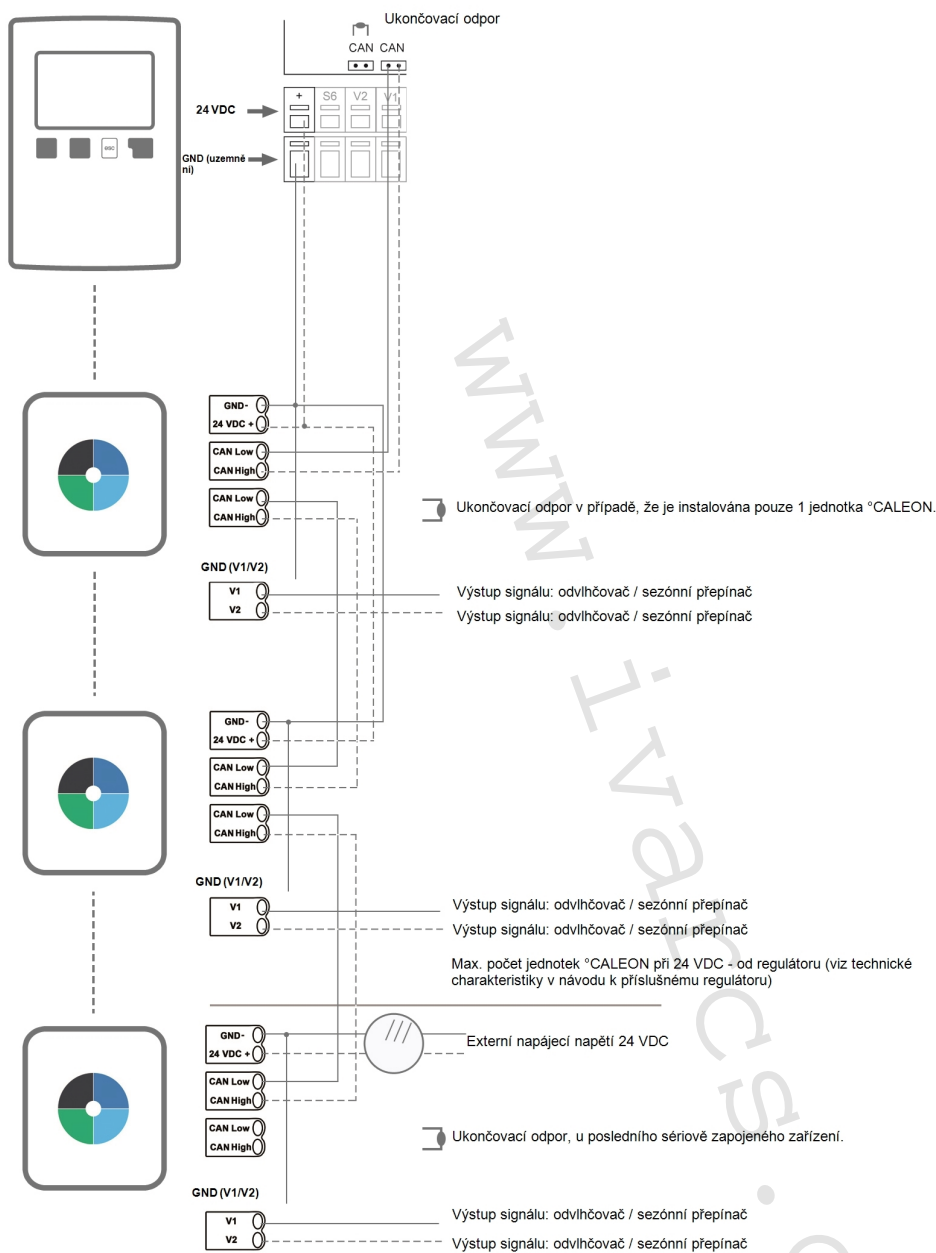 Ukončovací odpor
CAN CAN
+ S6 V2 V1
24 VDC
GND (uzemně
ní)
esc
GND-
24 VDC +
CAN Low
CAN High
CAN Low
CAN High
Ukončovací odpor v případě, že je instalována pouze 1 jednotka °CALEON.
GND (V1/V2)
V1
Výstup signálu: odvlhčovač / sezónní přepínač
V2
Výstup signálu: odvlhčovač / sezónní přepínač
GND-
24 VDC +
CAN Low
CAN High
CAN Low
CAN High
GND (V1/V2)
V1
Výstup signálu: odvlhčovač / sezónní přepínač
V2
Výstup signálu: odvlhčovač / sezónní přepínač
Max. počet jednotek °CALEON při 24 VDC - od regulátoru (viz technické
charakteristiky v návodu k příslušnému regulátoru)
GND-
24 VDC +
Externí napájecí napětí 24 VDC
CAN Low
CAN High
CAN Low
CAN High
Ukončovací odpor, u posledního sériově zapojeného zařízení.
GND (V1/V2)
V1
Výstup signálu: odvlhčovač / sezónní přepínač
V2
Výstup signálu: odvlhčovač / sezónní přepínač
www.ivarcs.